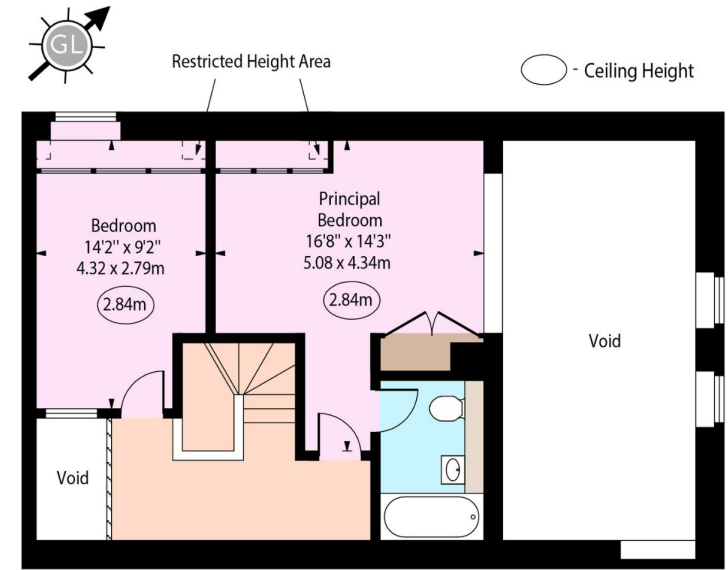 GL
Restricted Height Area
- Ceiling Height
Bedroom
14'2" x 9'2"
4.32 x 2.79m
2.84m
Principal
Bedroom
16'8" x 14'3"
5.08 x 4.34m
2.84m
Void
Void